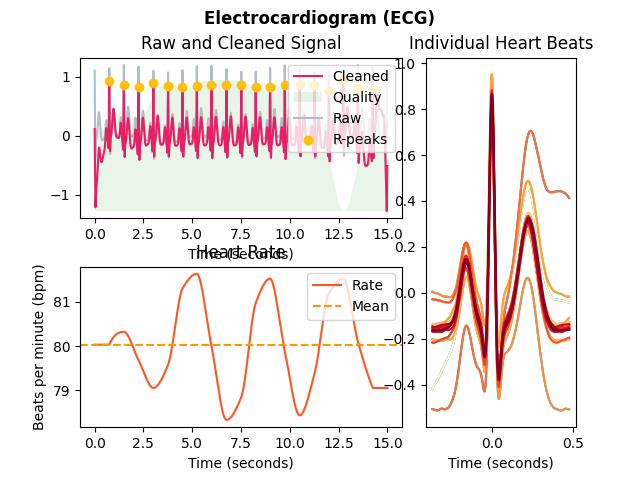 Electrocardiogram (ECG)
Raw and Cleaned Signal
Individual Heart Beats
1
0
−1
Cleaned
Quality
Raw
R-peaks
0.0 2.5 5.0 7.5 10.0 12.5 15.0
Time (seconds)
Heart Rate
Beats per minute (bpm)
81
80
79
Rate
Mean
0.0 2.5 5.0 7.5 10.0 12.5 15.0
Time (seconds)
1.0
0.8
0.6
0.4
0.2
0.0
−0.2
−0.4
0.0 0.5
Time (seconds)